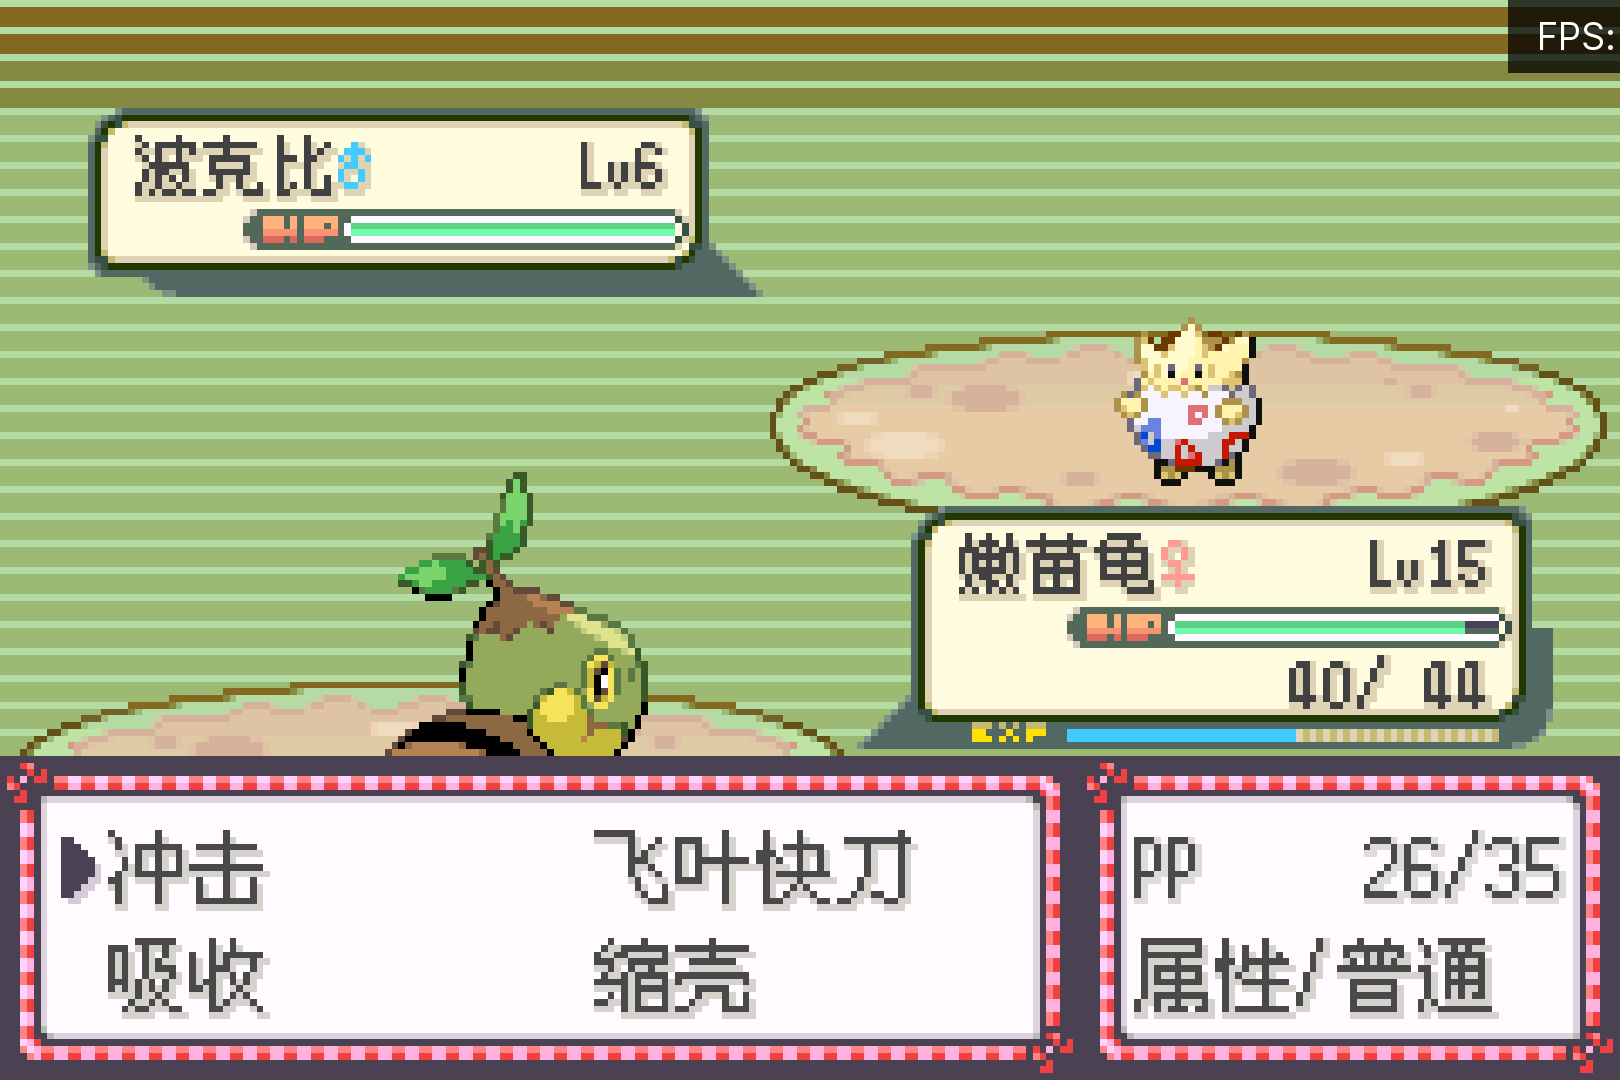 FPS:
波克比♂ Lv6
HP
嫩苗龟♀ Lv15
HP
40/ 44
EXP
冲击 飞叶快刀
吸收 缩壳
PP 26/35
属性/普通